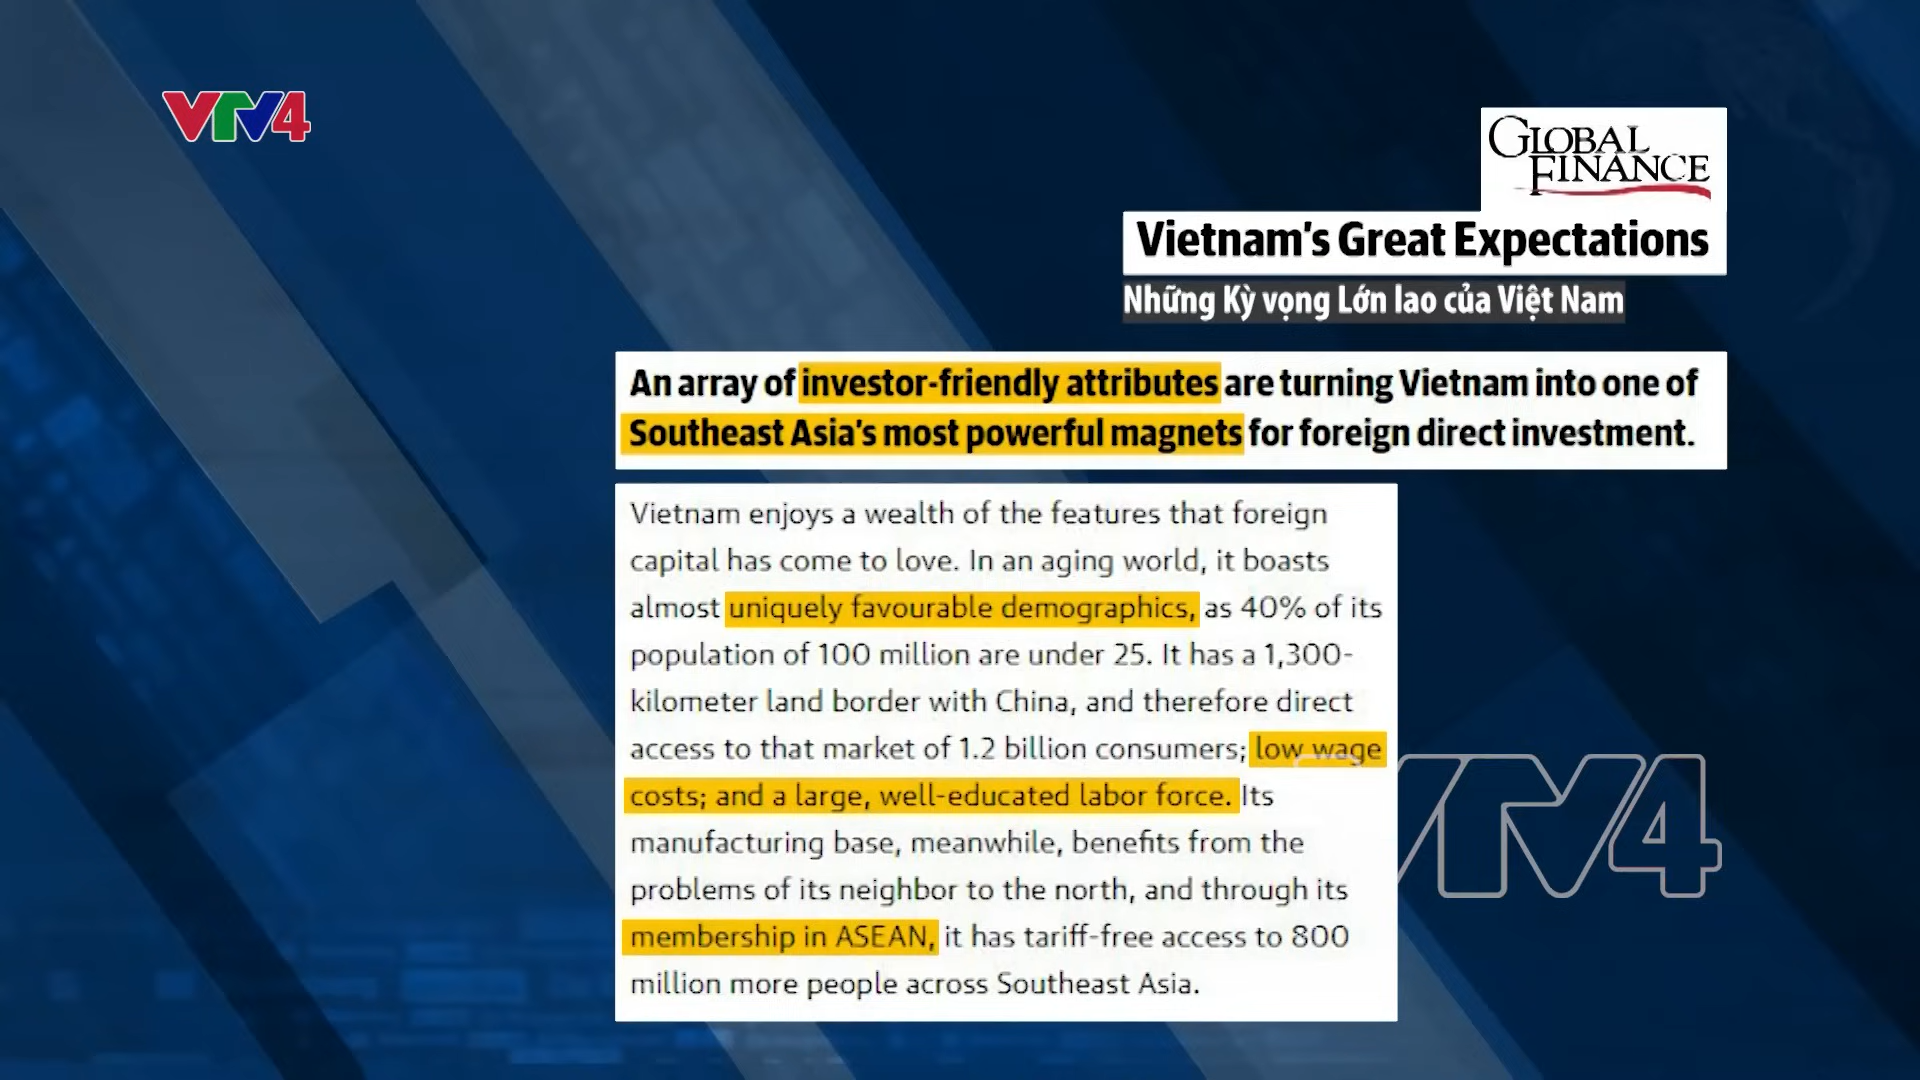 VTV4
GLOBAL
FINANCE
Vietnam's Great Expectations
Những Kỳ vọng Lớn lao của Việt Nam
An array of investor-friendly attributes are turning Vietnam into one of
Southeast Asia's most powerful magnets for foreign direct investment.
Vietnam enjoys a wealth of the features that foreign
capital has come to love. In an aging world, it boasts
almost uniquely favourable demographics, as 40% of its
population of 100 million are under 25. It has a 1,300-
kilometer land border with China, and therefore direct
access to that market of 1.2 billion consumers; low wage
costs; and a large, well-educated labor force. Its
manufacturing base, meanwhile, benefits from the
problems of its neighbor to the north, and through its
membership in ASEAN, it has tariff-free access to 800
million more people across Southeast Asia.
VTV4